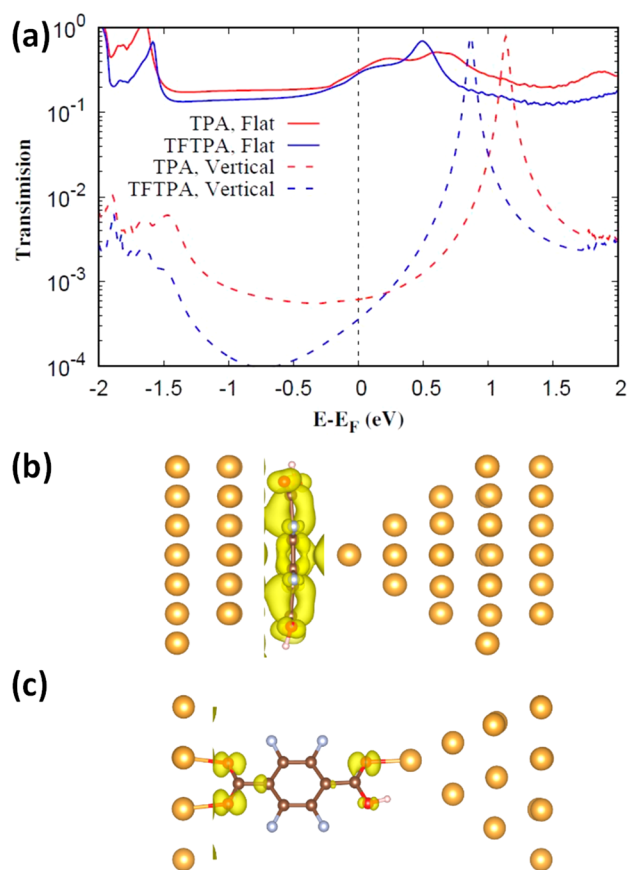 (a)
Transimision
10^0
10^-1
10^-2
10^-3
10^-4
TPA, Flat
TFTPA, Flat
TPA, Vertical
TFTPA, Vertical
-2 -1.5 -1 -0.5 0 0.5 1 1.5 2
E-E_F (eV)
(b)
(c)